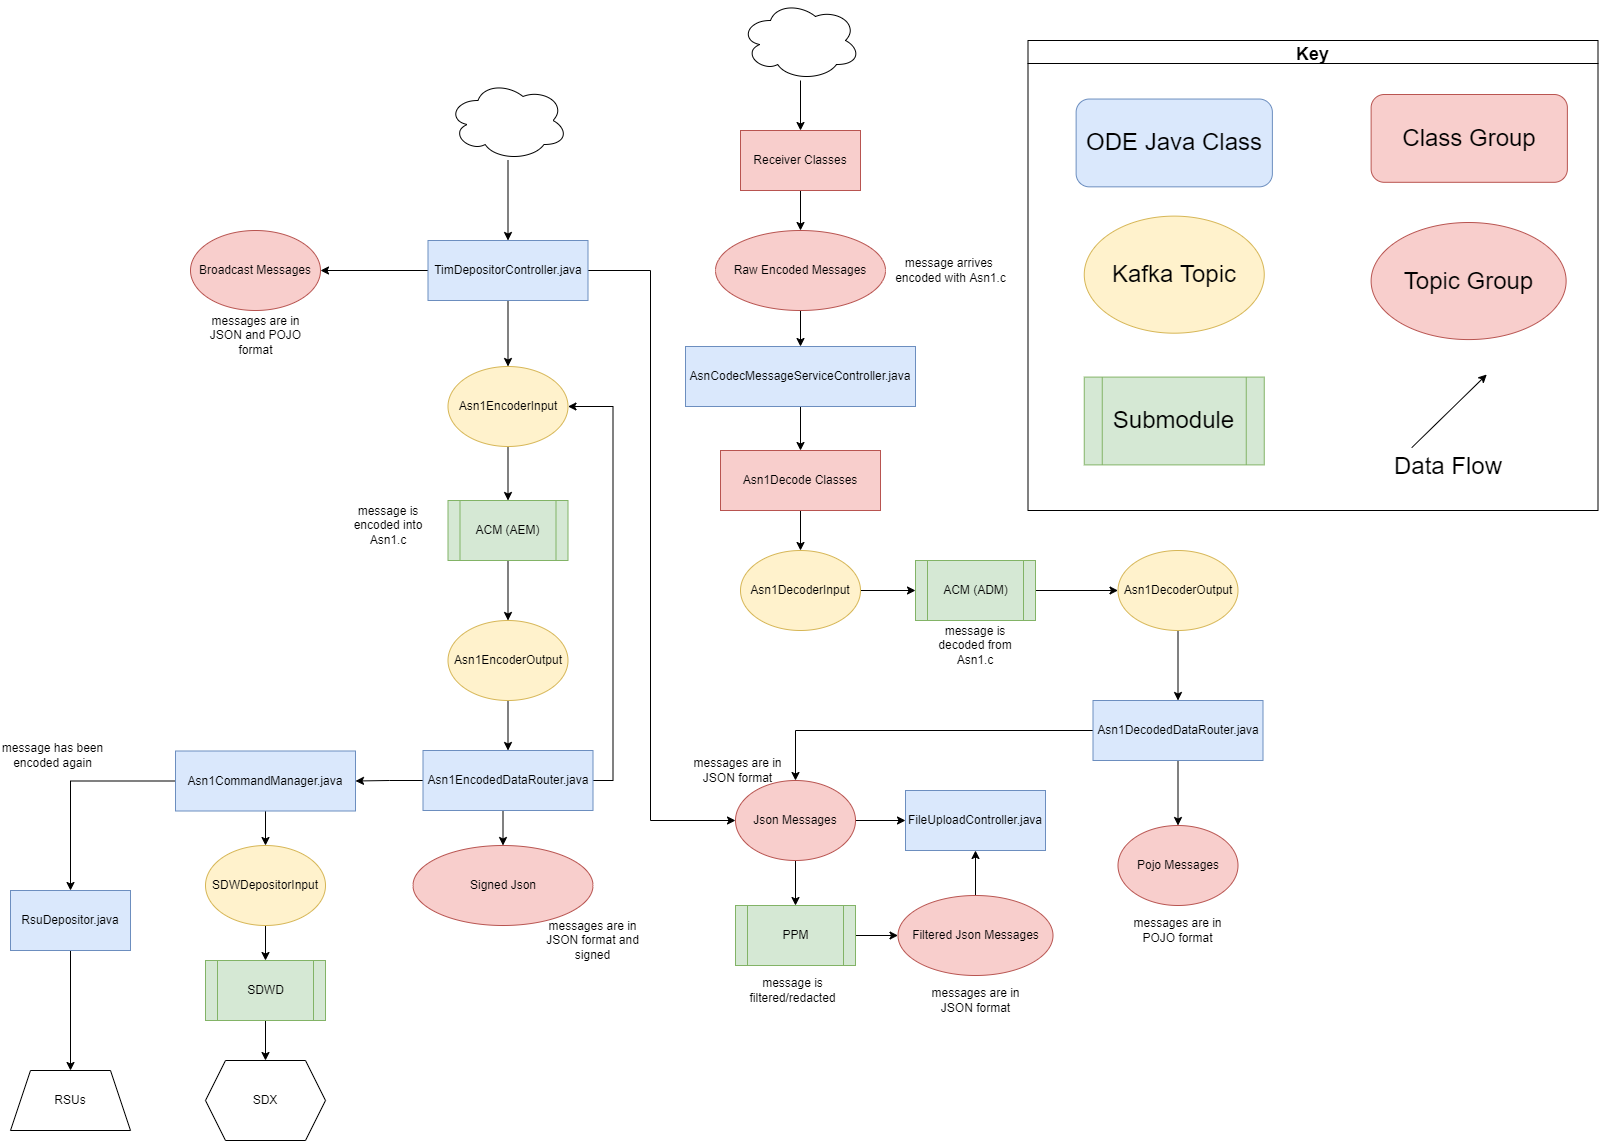 Key
ODE Java Class
Class Group
Kafka Topic
Topic Group
Submodule
Data Flow
Receiver Classes
Raw Encoded Messages
message arrives
encoded with Asn1.c
Broadcast Messages
messages are in
JSON and POJO
format
TimDepositorController.java
AsnCodecMessageServiceController.java
Asn1EncoderInput
Asn1Decode Classes
message is
encoded into
Asn1.c
ACM (AEM)
Asn1DecoderInput
ACM (ADM)
message is
decoded from
Asn1.c
Asn1DecoderOutput
Asn1EncoderOutput
Asn1DecodedDataRouter.java
message has been
encoded again
Asn1CommandManager.java
Asn1EncodedDataRouter.java
messages are in
JSON format
Json Messages
FileUploadController.java
Pojo Messages
messages are in
POJO format
SDWDepositorInput
Signed Json
messages are in
JSON format and
signed
RsuDepositor.java
PPM
message is
filtered/redacted
Filtered Json Messages
messages are in
JSON format
SDWD
RSUs
SDX